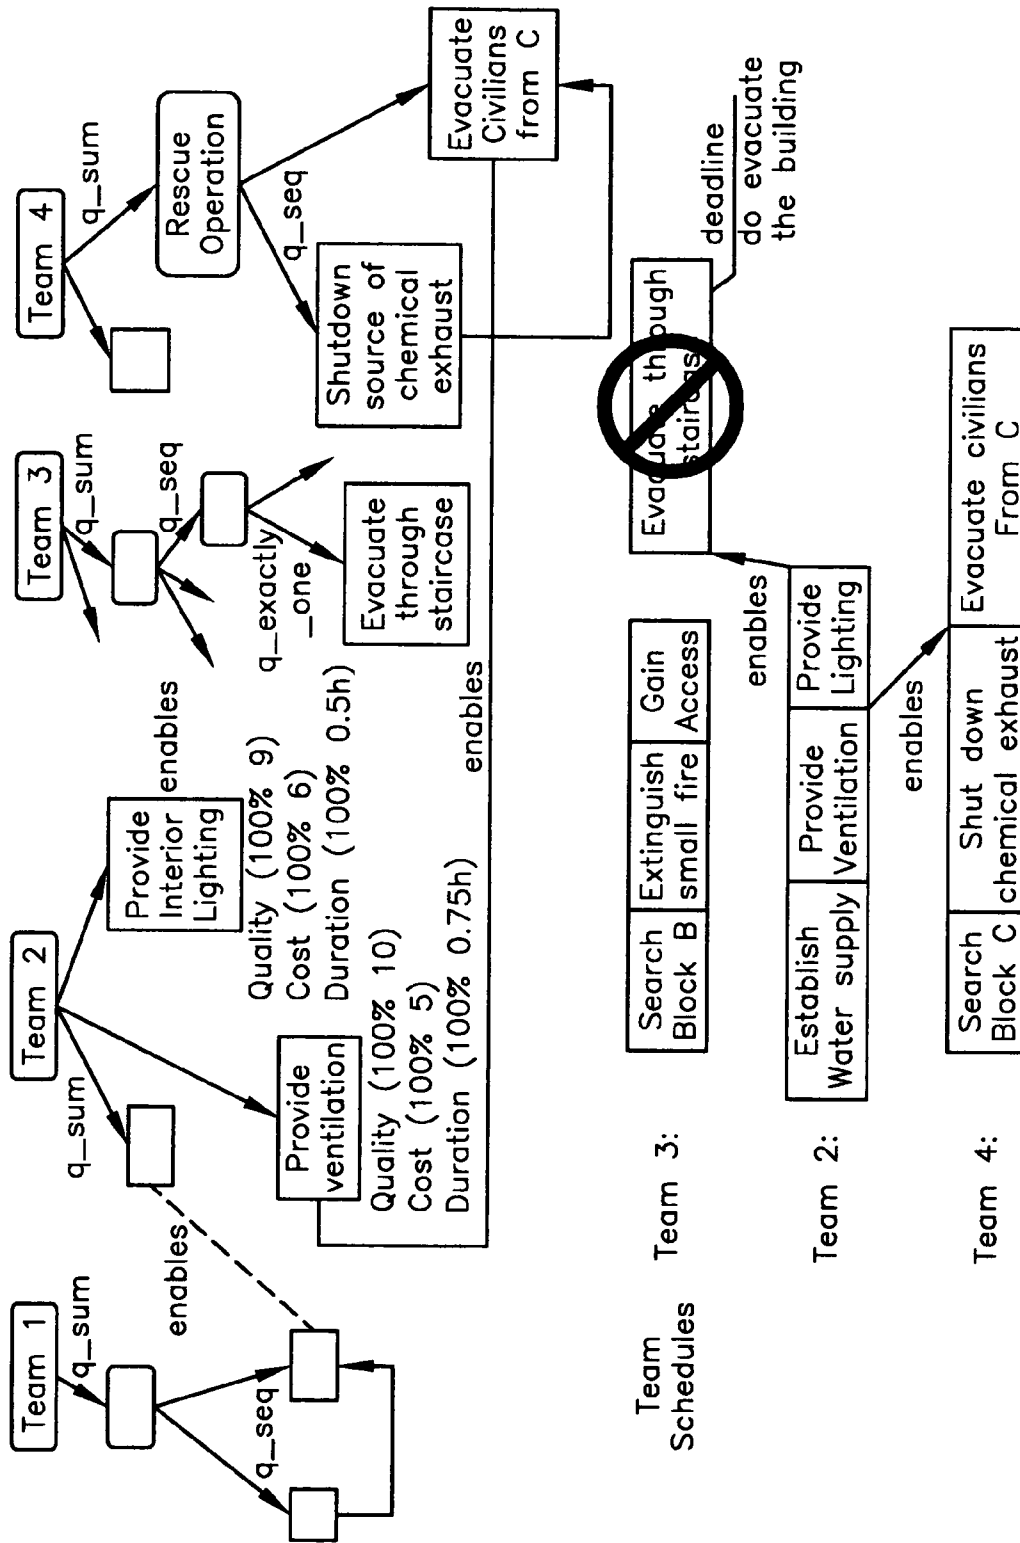 Team 1
q_sum
q_seq
enables
Team 2
q_sum
Provide
ventilation
Quality (100% 10)
Cost (100% 5)
Duration (100% 0.75h)
Provide
Interior
Lighting
Quality (100% 9)
Cost (100% 6)
Duration (100% 0.5h)
enables
enables
Team 3
q_sum
q_seq
q_exactly
_one
Evacuate
through
staircase
Team 4
q_sum
Rescue
Operation
q_seq
Shutdown
source of
chemical
exhaust
Evacuate
Civilians
from C
Team
Schedules
Team 3:
Search
Block B
Extinguish
small fire
Gain
Access
Evacuate through
staircas
deadline
do evacuate
the building
enables
Team 2:
Establish
Water supply
Provide
Ventilation
Provide
Lighting
enables
Team 4:
Search
Block C
Shut down
chemical exhaust
Evacuate civilians
From C